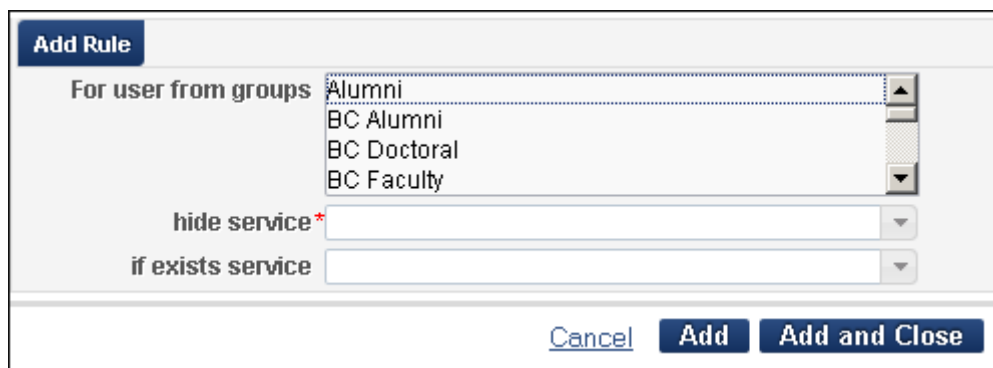 Add Rule
For user from groups Alumni
BC Alumni
BC Doctoral
BC Faculty
hide service*
if exists service
Cancel Add Add and Close